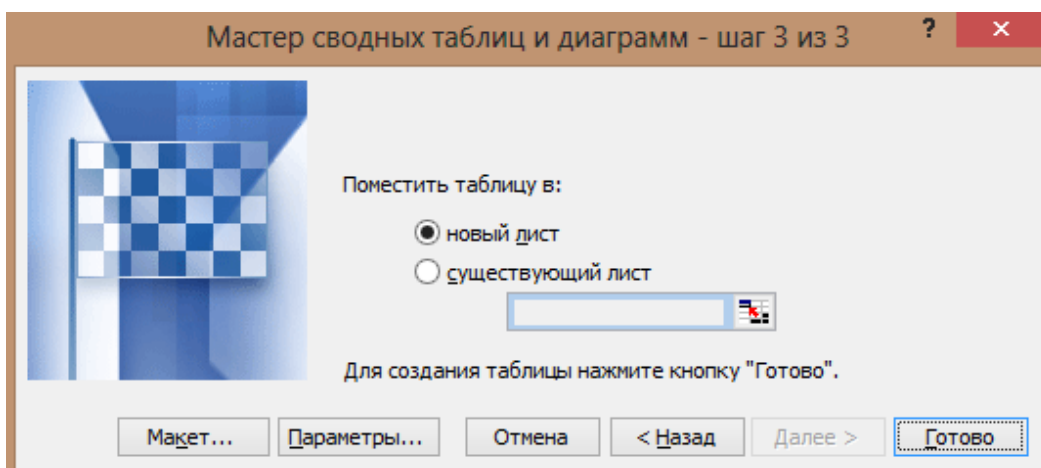 Мастер сводных таблиц и диаграмм - шаг 3 из 3 ? ×
Поместить таблицу в:
новый лист
существующий лист
Для создания таблицы нажмите кнопку "Готово".
Макет... Параметры... Отмена < Назад Далее > Готово